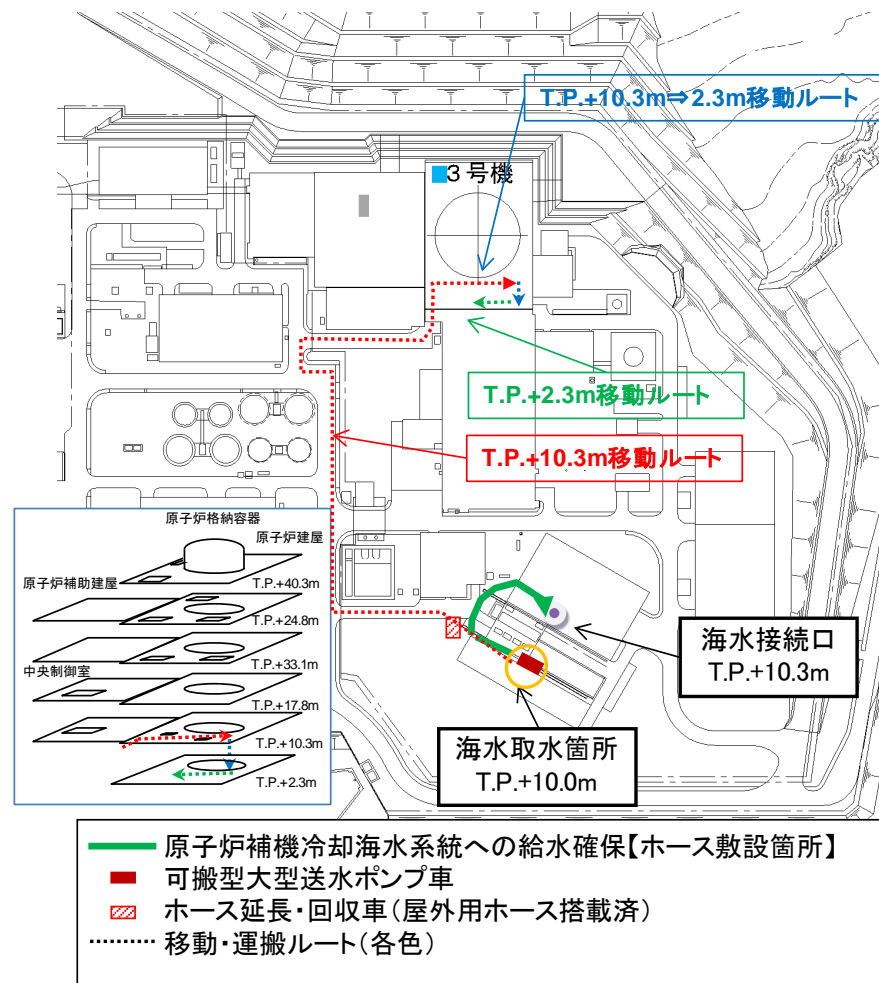 T.P.+10.3m⇒2.3m移動ルート
3号機
T.P.+2.3m移動ルート
T.P.+10.3m移動ルート
原子炉格納容器
原子炉建屋
T.P.+40.3m
原子炉補助建屋
T.P.+24.8m
T.P.+33.1m
中央制御室
T.P.+17.8m
T.P.+10.3m
T.P.+2.3m
海水接続口
T.P.+10.3m
海水取水箇所
T.P.+10.0m
原子炉補機冷却海水系統への給水確保【ホース敷設箇所】
可搬型大型送水ポンプ車
ホース延長・回収車(屋外用ホース搭載済)
移動・運搬ルート(各色)